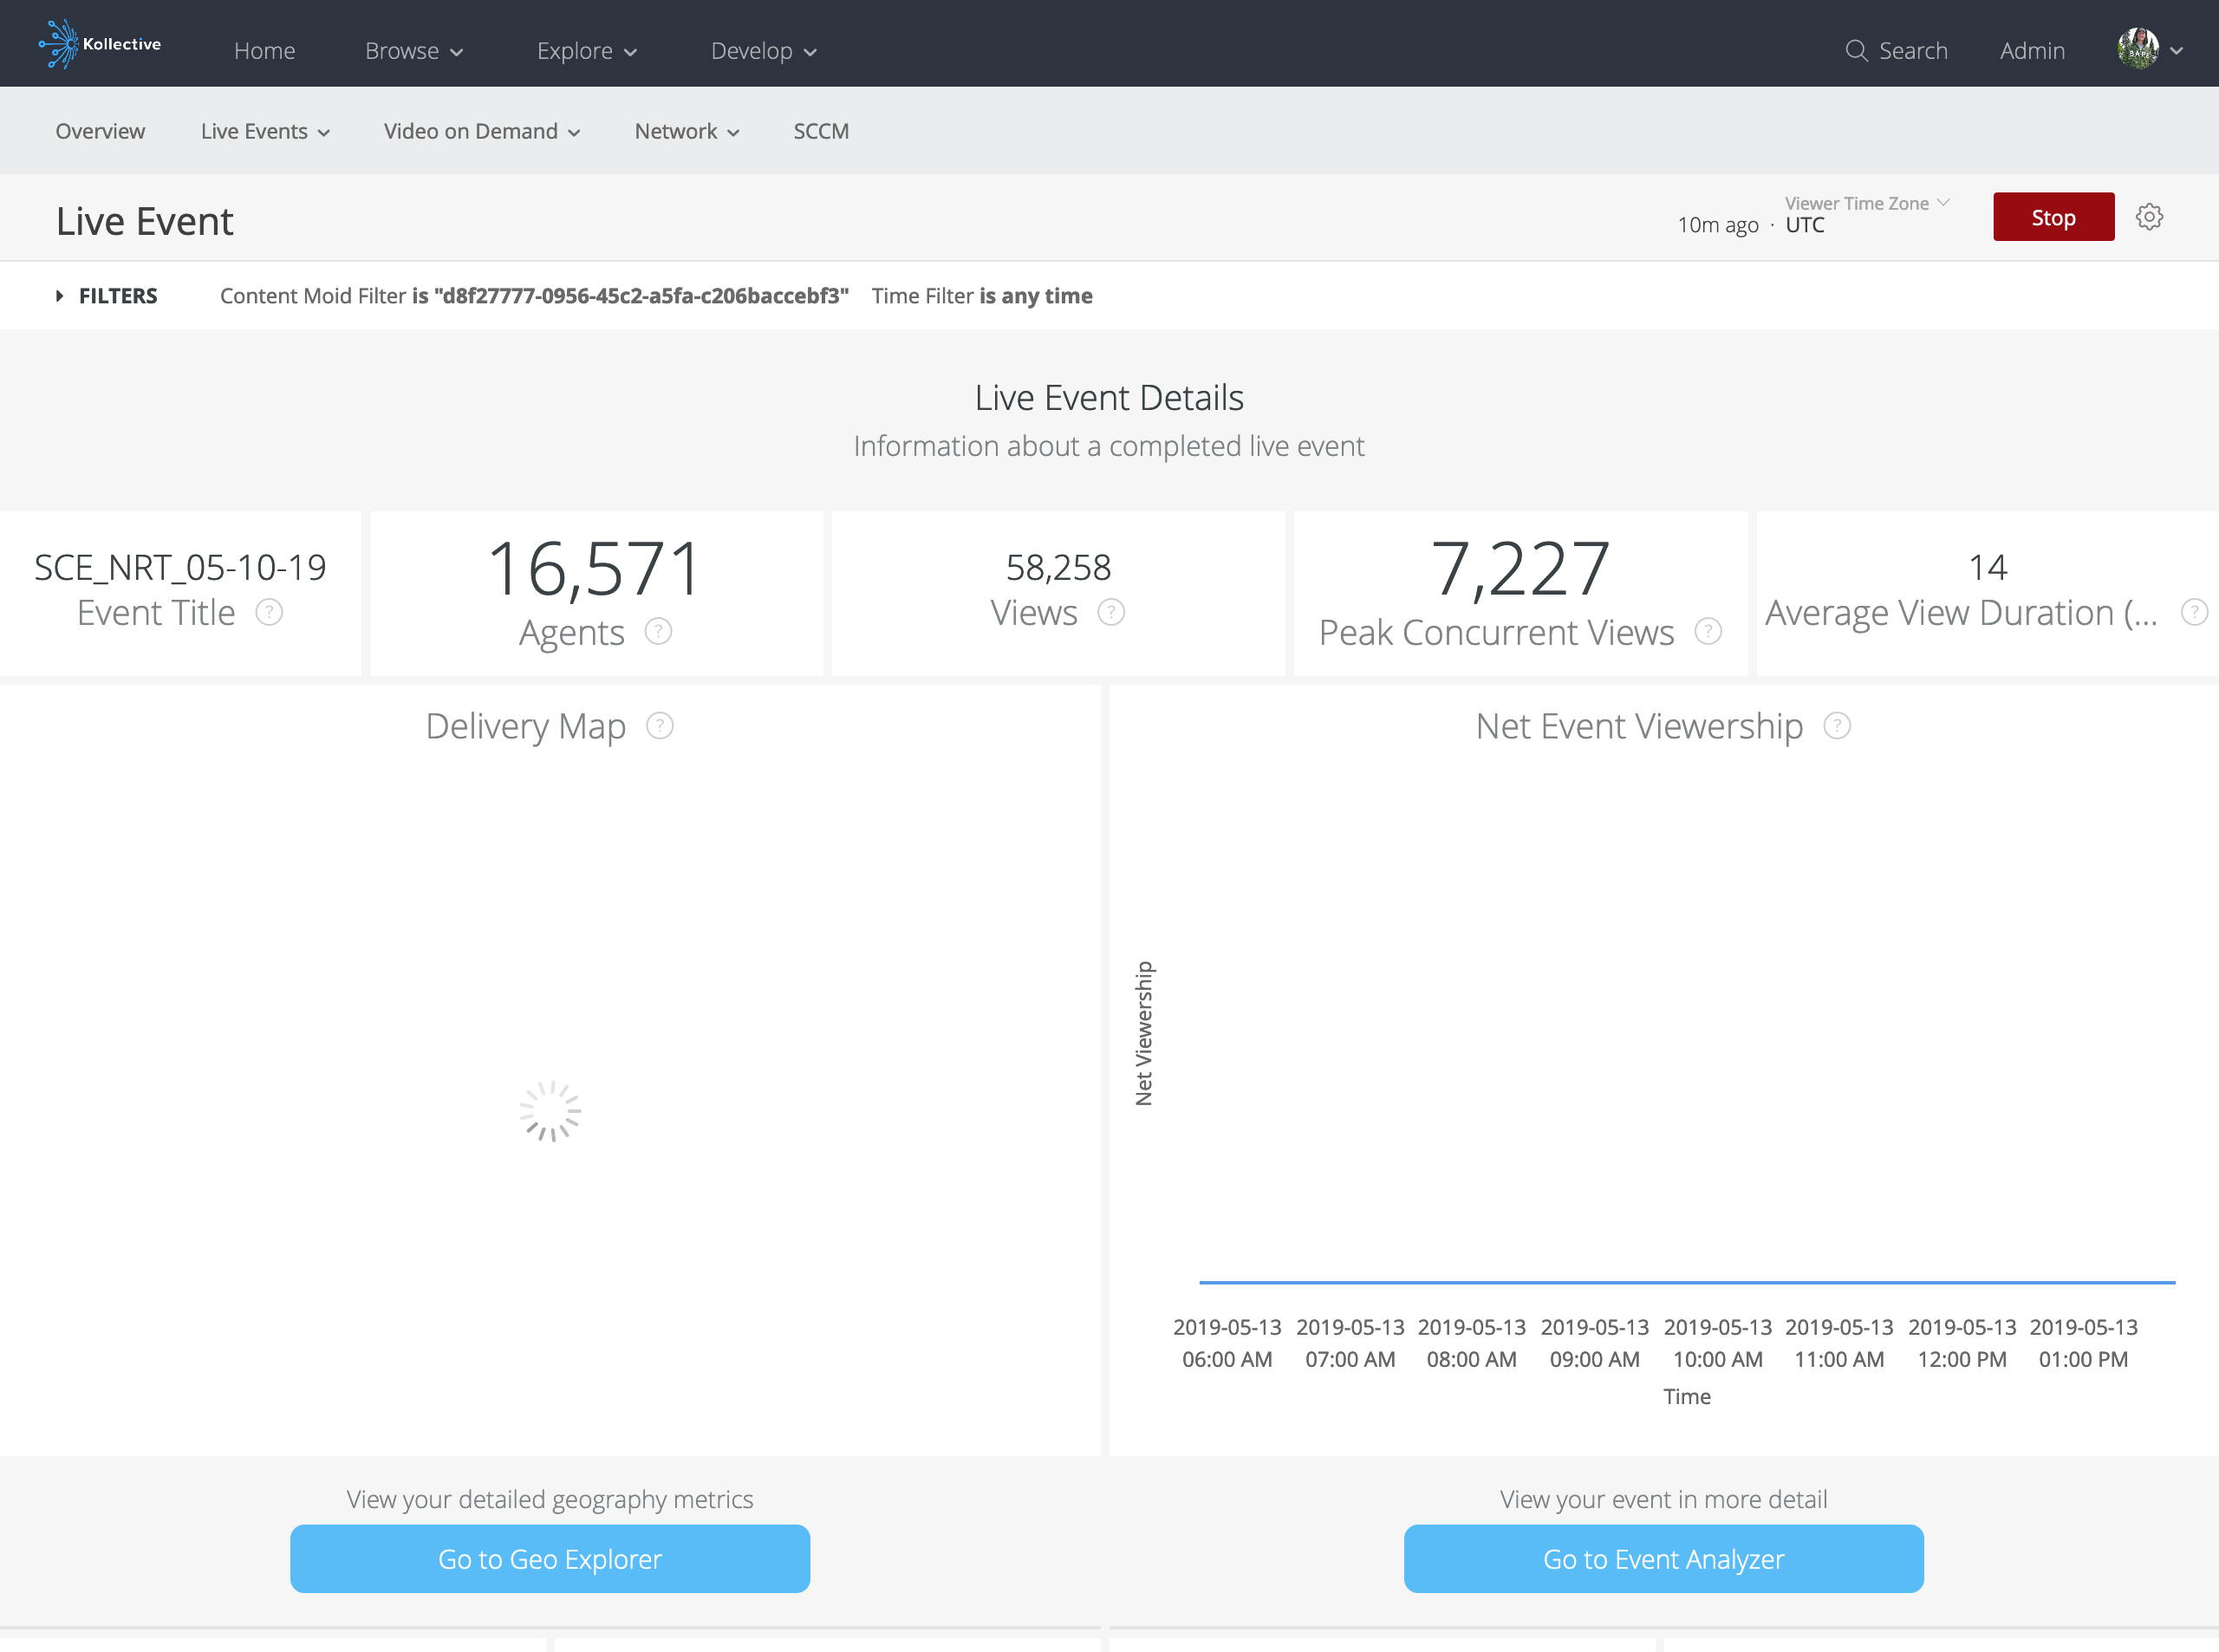 Kollective
Home
Browse
Explore
Develop
Search
Admin
Overview
Live Events
Video on Demand
Network
SCCM
Live Event
Viewer Time Zone
10m ago · UTC
Stop
FILTERS
Content Moid Filter is "d8f27777-0956-45c2-a5fa-c206baccebf3" Time Filter is any time
Live Event Details
Information about a completed live event
SCE_NRT_05-10-19
Event Title ?
16,571
Agents ?
58,258
Views ?
7,227
Peak Concurrent Views ?
14
Average View Duration (... ?
Delivery Map ?
Net Event Viewership ?
Net Viewership
2019-05-13 2019-05-13 2019-05-13 2019-05-13 2019-05-13 2019-05-13 2019-05-13 2019-05-13
06:00 AM 07:00 AM 08:00 AM 09:00 AM 10:00 AM 11:00 AM 12:00 PM 01:00 PM
Time
View your detailed geography metrics
Go to Geo Explorer
View your event in more detail
Go to Event Analyzer